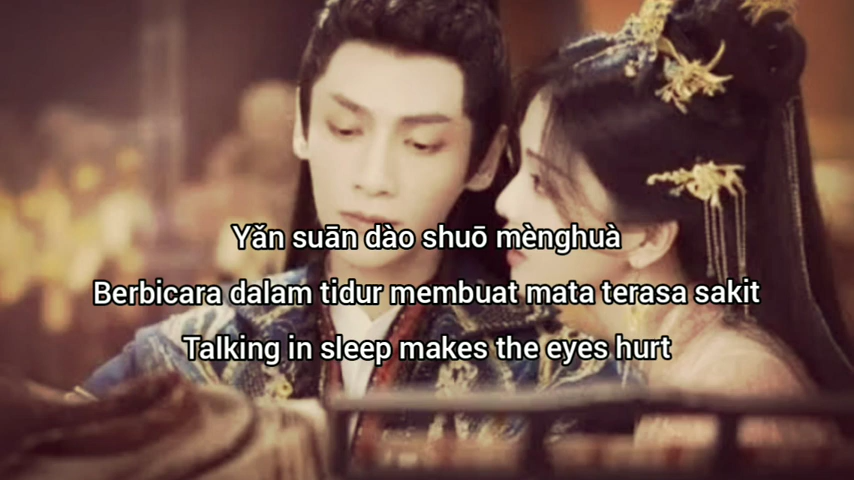 Yǎn suān dào shuō mènghuà
Berbicara dalam tidur membuat mata terasa sakit
Talking in sleep makes the eyes hurt